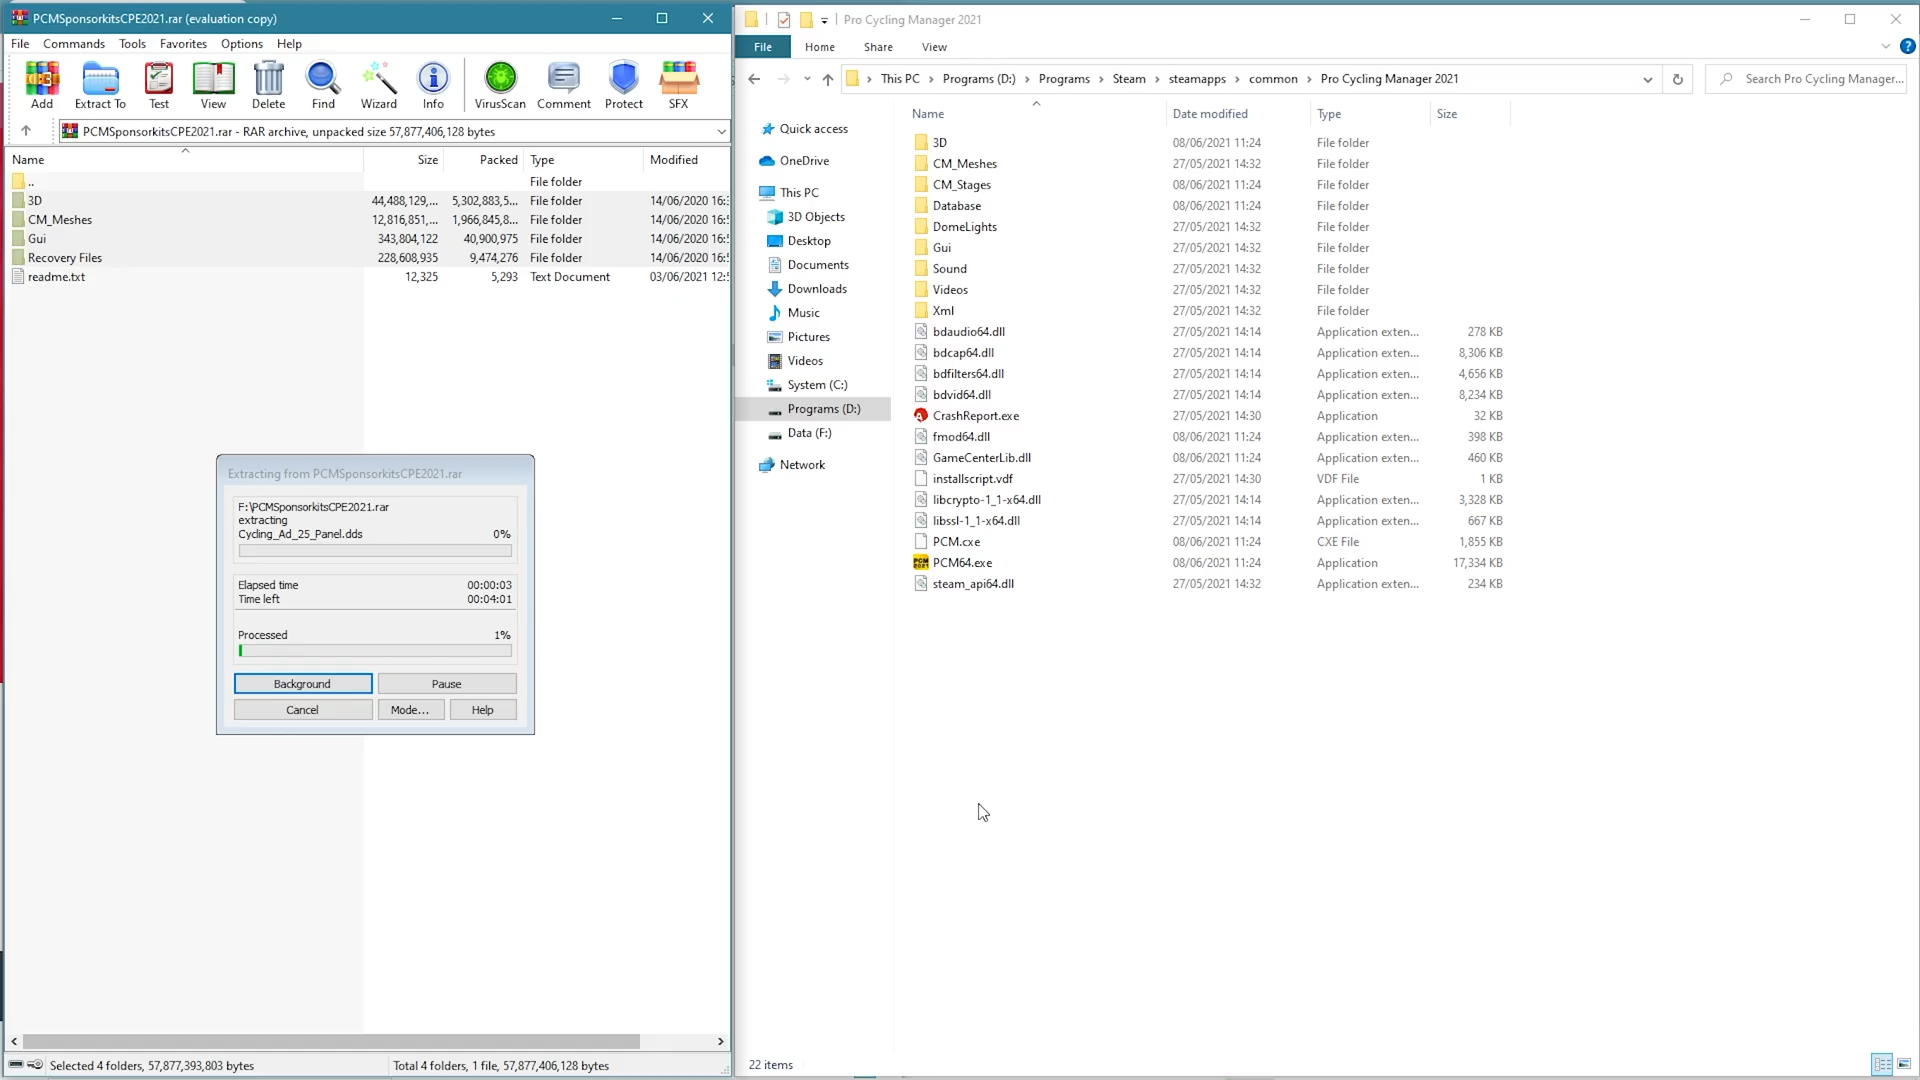 PCMSponsorkitsCPE2021.rar (evaluation copy)
File Commands Tools Favorites Options Help
Add Extract To Test View Delete Find Wizard Info VirusScan Comment Protect SFX
PCMSponsorkitsCPE2021.rar - RAR archive, unpacked size 57,877,406,128 bytes
Name Size Packed Type Modified
.. File folder
3D 44,488,129,... 5,302,883,5... File folder 14/06/2020 16:
CM_Meshes 12,816,851,... 1,966,845,8... File folder 14/06/2020 16:
Gui 343,804,122 40,900,975 File folder 14/06/2020 16:
Recovery Files 228,608,935 9,474,276 File folder 14/06/2020 16:
readme.txt 12,325 5,293 Text Document 03/06/2021 12:
Extracting from PCMSponsorkitsCPE2021.rar
F:\PCMSponsorkitsCPE2021.rar
extracting
Cycling_Ad_25_Panel.dds 0%
Elapsed time 00:00:03
Time left 00:04:01
Processed 1%
Background Pause
Cancel Mode... Help
Selected 4 folders, 57,877,393,803 bytes Total 4 folders, 1 file, 57,877,406,128 bytes
Pro Cycling Manager 2021
File Home Share View
This PC Programs (D:) Programs Steam steamapps common Pro Cycling Manager 2021 Search Pro Cycling Manager...
Quick access
OneDrive
This PC
3D Objects
Desktop
Documents
Downloads
Music
Pictures
Videos
System (C:)
Programs (D:)
Data (F:)
Network
Name Date modified Type Size
3D 08/06/2021 11:24 File folder
CM_Meshes 27/05/2021 14:32 File folder
CM_Stages 08/06/2021 11:24 File folder
Database 08/06/2021 11:24 File folder
DomeLights 27/05/2021 14:32 File folder
Gui 27/05/2021 14:32 File folder
Sound 27/05/2021 14:32 File folder
Videos 27/05/2021 14:32 File folder
Xml 27/05/2021 14:32 File folder
bdaudio64.dll 27/05/2021 14:14 Application exten... 278 KB
bdcap64.dll 27/05/2021 14:14 Application exten... 8,306 KB
bdfilters64.dll 27/05/2021 14:14 Application exten... 4,656 KB
bdvid64.dll 27/05/2021 14:14 Application exten... 8,234 KB
CrashReport.exe 27/05/2021 14:30 Application 32 KB
fmod64.dll 08/06/2021 11:24 Application exten... 398 KB
GameCenterLib.dll 08/06/2021 11:24 Application exten... 460 KB
installscript.vdf 27/05/2021 14:30 VDF File 1 KB
libcrypto-1_1-x64.dll 27/05/2021 14:14 Application exten... 3,328 KB
libssl-1_1-x64.dll 27/05/2021 14:14 Application exten... 667 KB
PCM.cxe 08/06/2021 11:24 CXE File 1,855 KB
PCM64.exe 08/06/2021 11:24 Application 17,334 KB
steam_api64.dll 27/05/2021 14:32 Application exten... 234 KB
22 items